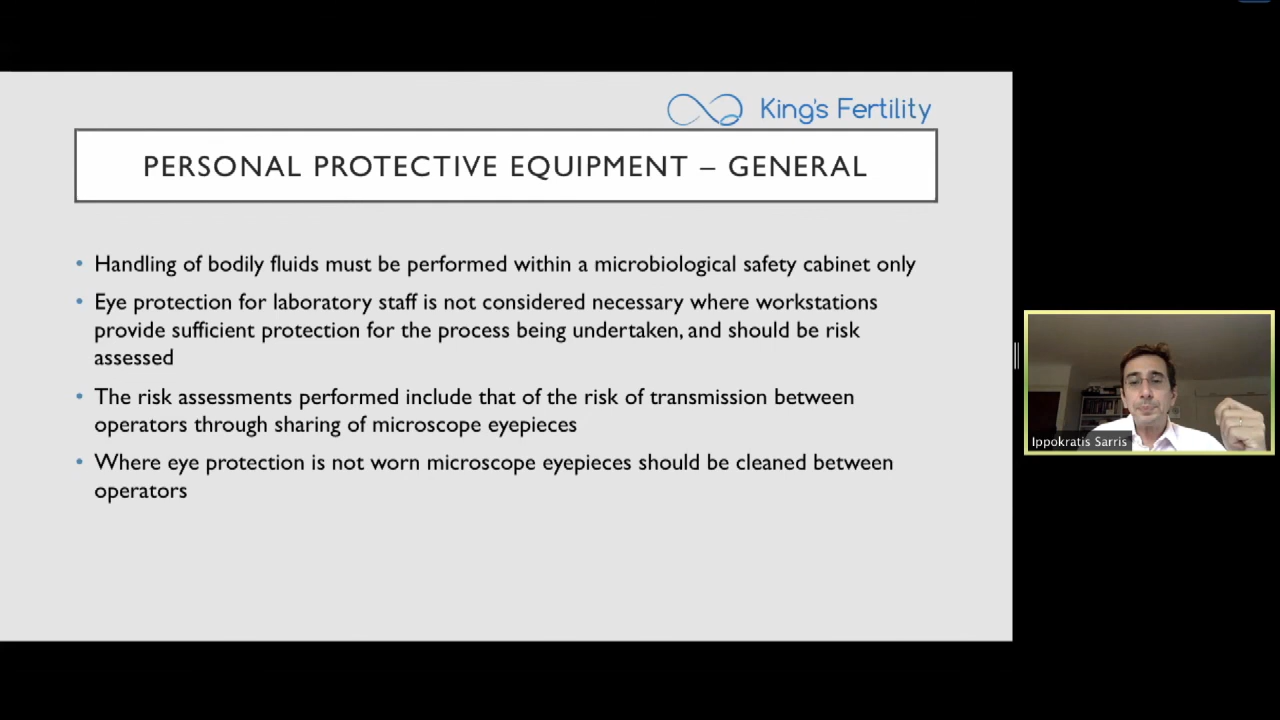 King's Fertility
PERSONAL PROTECTIVE EQUIPMENT – GENERAL
• Handling of bodily fluids must be performed within a microbiological safety cabinet only
• Eye protection for laboratory staff is not considered necessary where workstations
provide sufficient protection for the process being undertaken, and should be risk
assessed
• The risk assessments performed include that of the risk of transmission between
operators through sharing of microscope eyepieces
• Where eye protection is not worn microscope eyepieces should be cleaned between
operators
Ippokratis Sarris